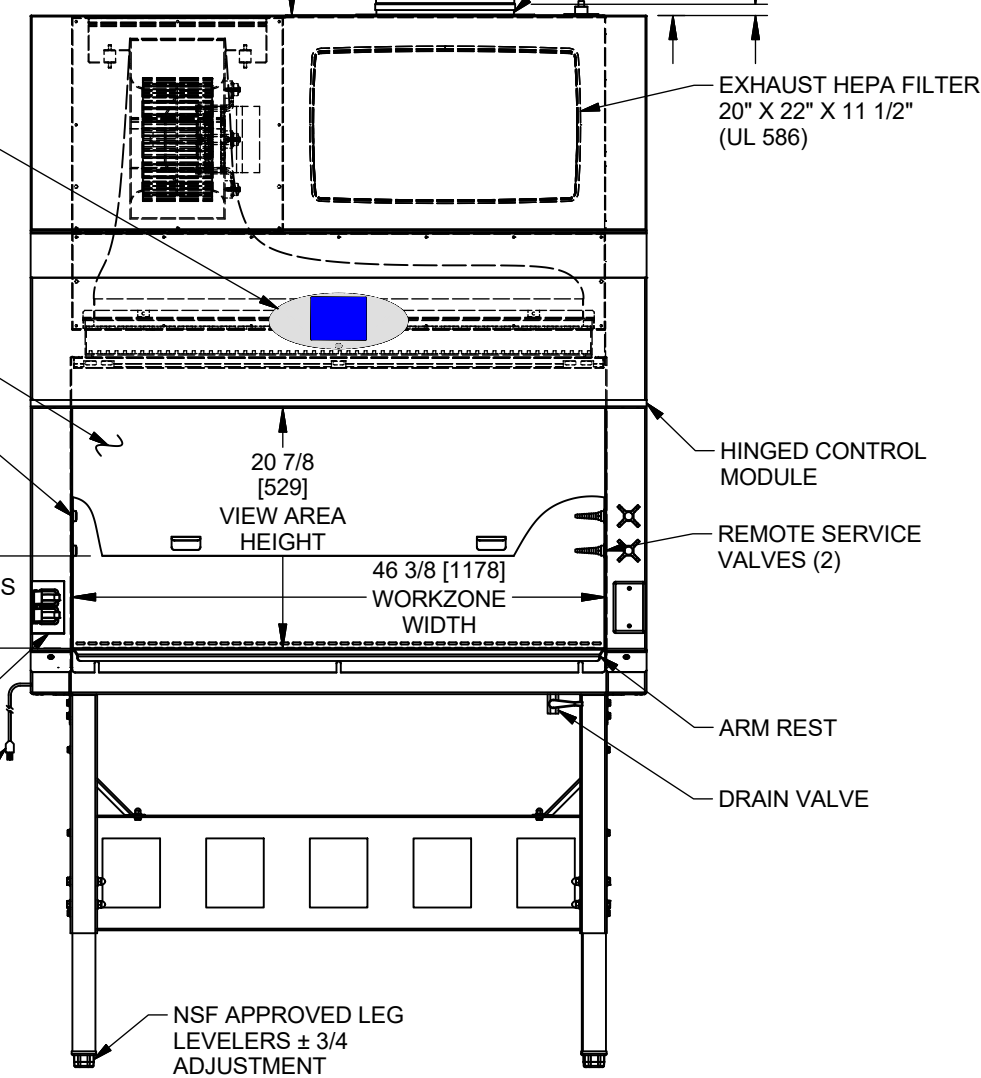 EXHAUST HEPA FILTER
20" X 22" X 11 1/2"
(UL 586)
HINGED CONTROL
MODULE
20 7/8
[529]
VIEW AREA
HEIGHT
REMOTE SERVICE
VALVES (2)
46 3/8 [1178]
WORKZONE
WIDTH
S
ARM REST
DRAIN VALVE
NSF APPROVED LEG
LEVELERS ± 3/4
ADJUSTMENT